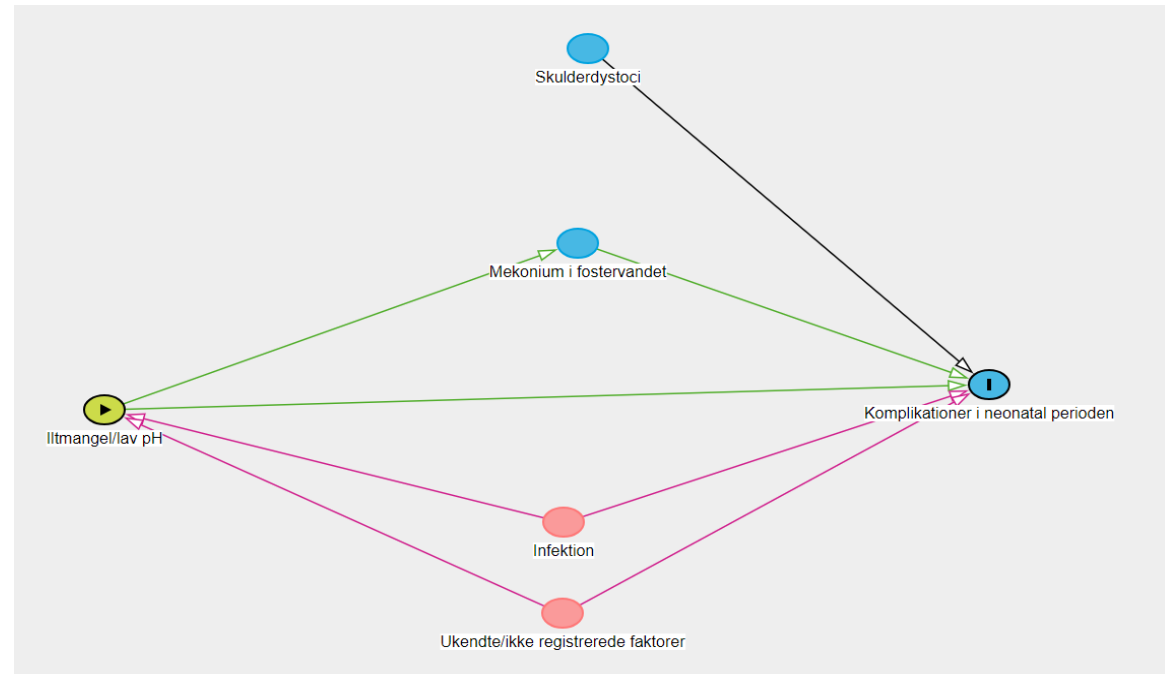 Skulderdystoci
Mekonium i fostervandet
Komplikationer i neonatal perioden
Iltmangel/lav pH
Infektion
Ukendte/ikke registrerede faktorer